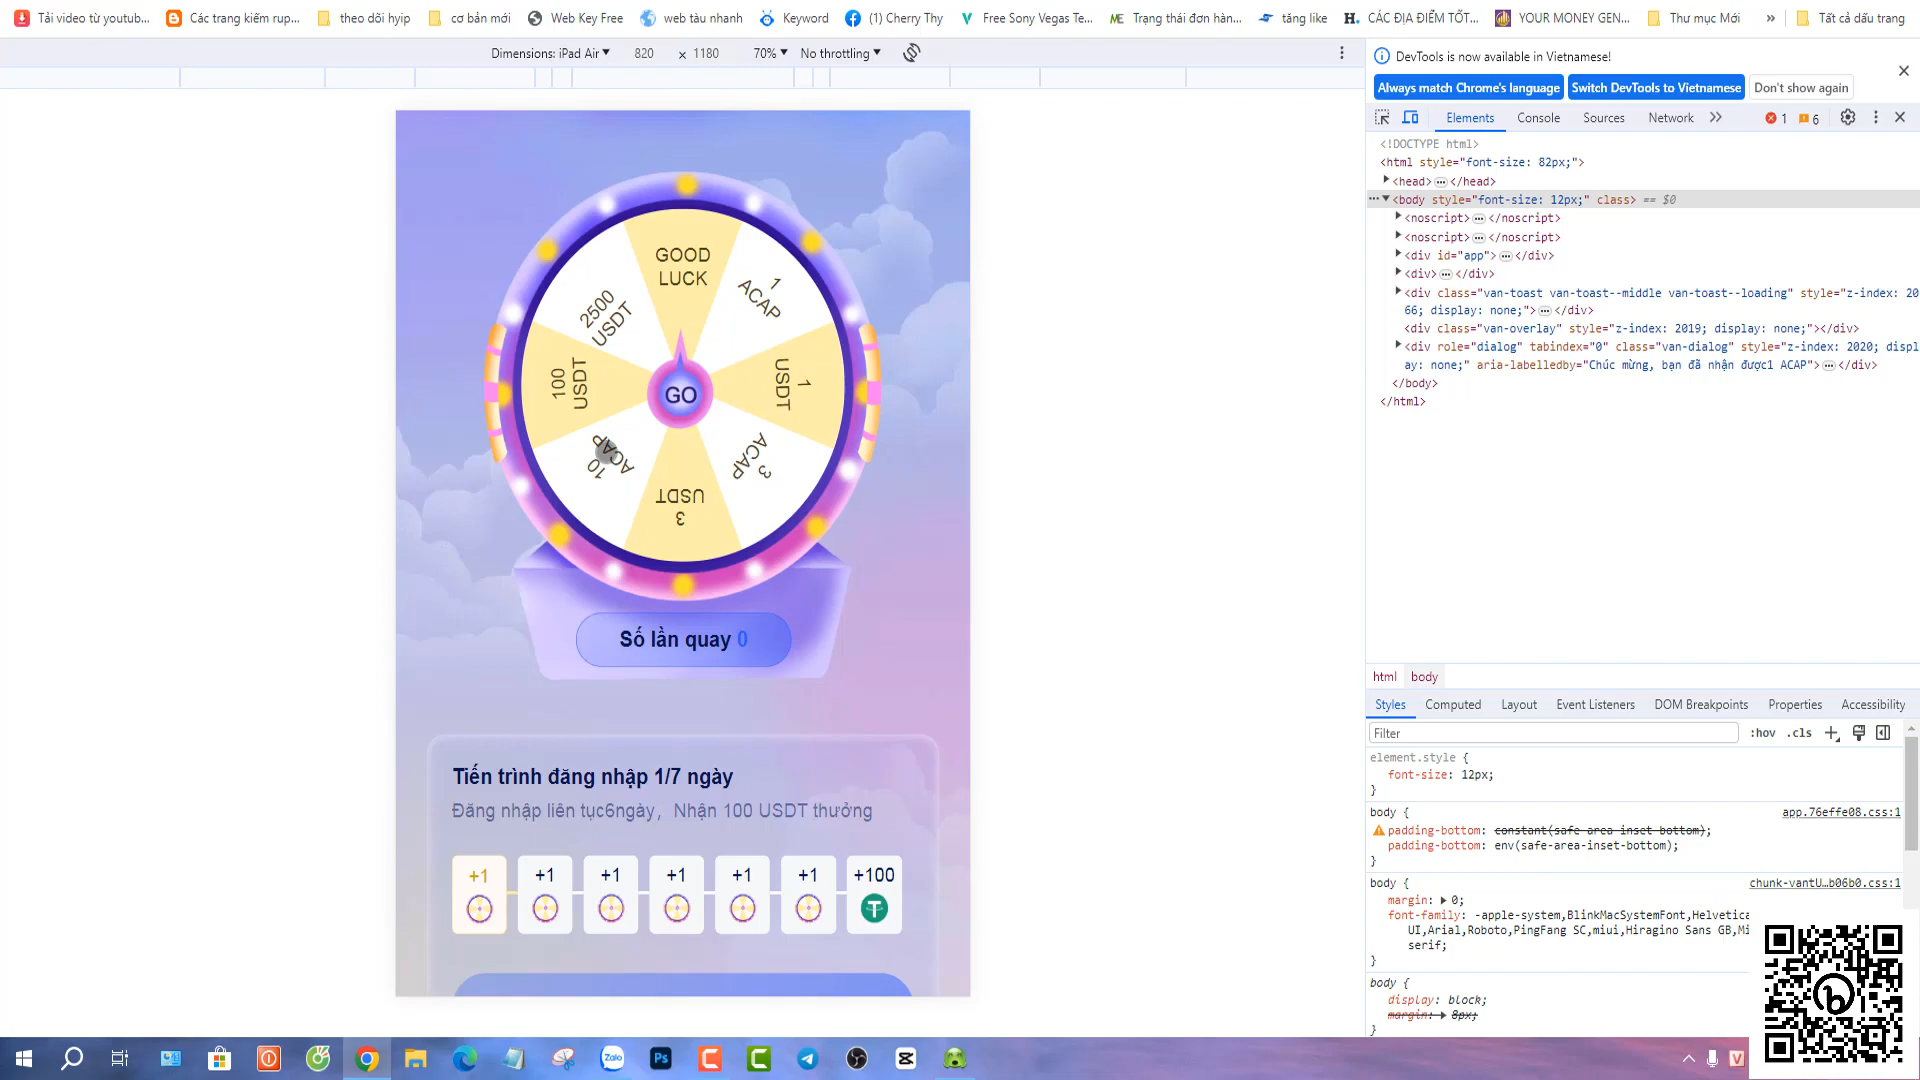 Tải video từ youtub...
Các trang kiếm rup...
theo dõi hyip
cơ bản mới
Web Key Free
web tàu nhanh
Keyword
(1) Cherry Thy
Free Sony Vegas Te...
Trạng thái đơn hàn...
tăng like
CÁC ĐỊA ĐIỂM TỐT...
YOUR MONEY GEN...
Thư mục Mới
»
Tất cả dấu trang
Dimensions: iPad Air
820 × 1180
70%
No throttling
DevTools is now available in Vietnamese!
Always match Chrome's language
Switch DevTools to Vietnamese
Don't show again
Elements
Console
Sources
Network
1
6
<!DOCTYPE html>
<html style="font-size: 82px;">
<head> ... </head>
<body style="font-size: 12px;" class> == $0
<noscript> ... </noscript>
<noscript> ... </noscript>
<div id="app"> ... </div>
<div> ... </div>
<div class="van-toast van-toast--middle van-toast--loading" style="z-index: 20
66; display: none;"> ... </div>
<div class="van-overlay" style="z-index: 2019; display: none;"></div>
<div role="dialog" tabindex="0" class="van-dialog" style="z-index: 2020; displ
ay: none;" aria-labelledby="Chúc mừng, bạn đã nhận được1 ACAP"> ... </div>
</body>
</html>
GOOD
LUCK
1
ACAP
1
USDT
3
ACAP
3
USDT
10
ACAP
100
USDT
2500
USDT
GO
Số lần quay 0
Tiến trình đăng nhập 1/7 ngày
Đăng nhập liên tục6ngày，Nhận 100 USDT thưởng
+1
+1
+1
+1
+1
+1
+100
html
body
Styles
Computed
Layout
Event Listeners
DOM Breakpoints
Properties
Accessibility
Filter
:hov
.cls
element.style {
font-size: 12px;
}
body {
app.76effe08.css:1
padding-bottom: constant(safe-area-inset-bottom);
padding-bottom: env(safe-area-inset-bottom);
}
body {
chunk-vantU…b06b0.css:1
margin: 0;
font-family: -apple-system,BlinkMacSystemFont,Helvetica
UI,Arial,Roboto,PingFang SC,miui,Hiragino Sans GB,Mi
serif;
}
body {
display: block;
margin: 8px;
}
Zalo
Ps
V